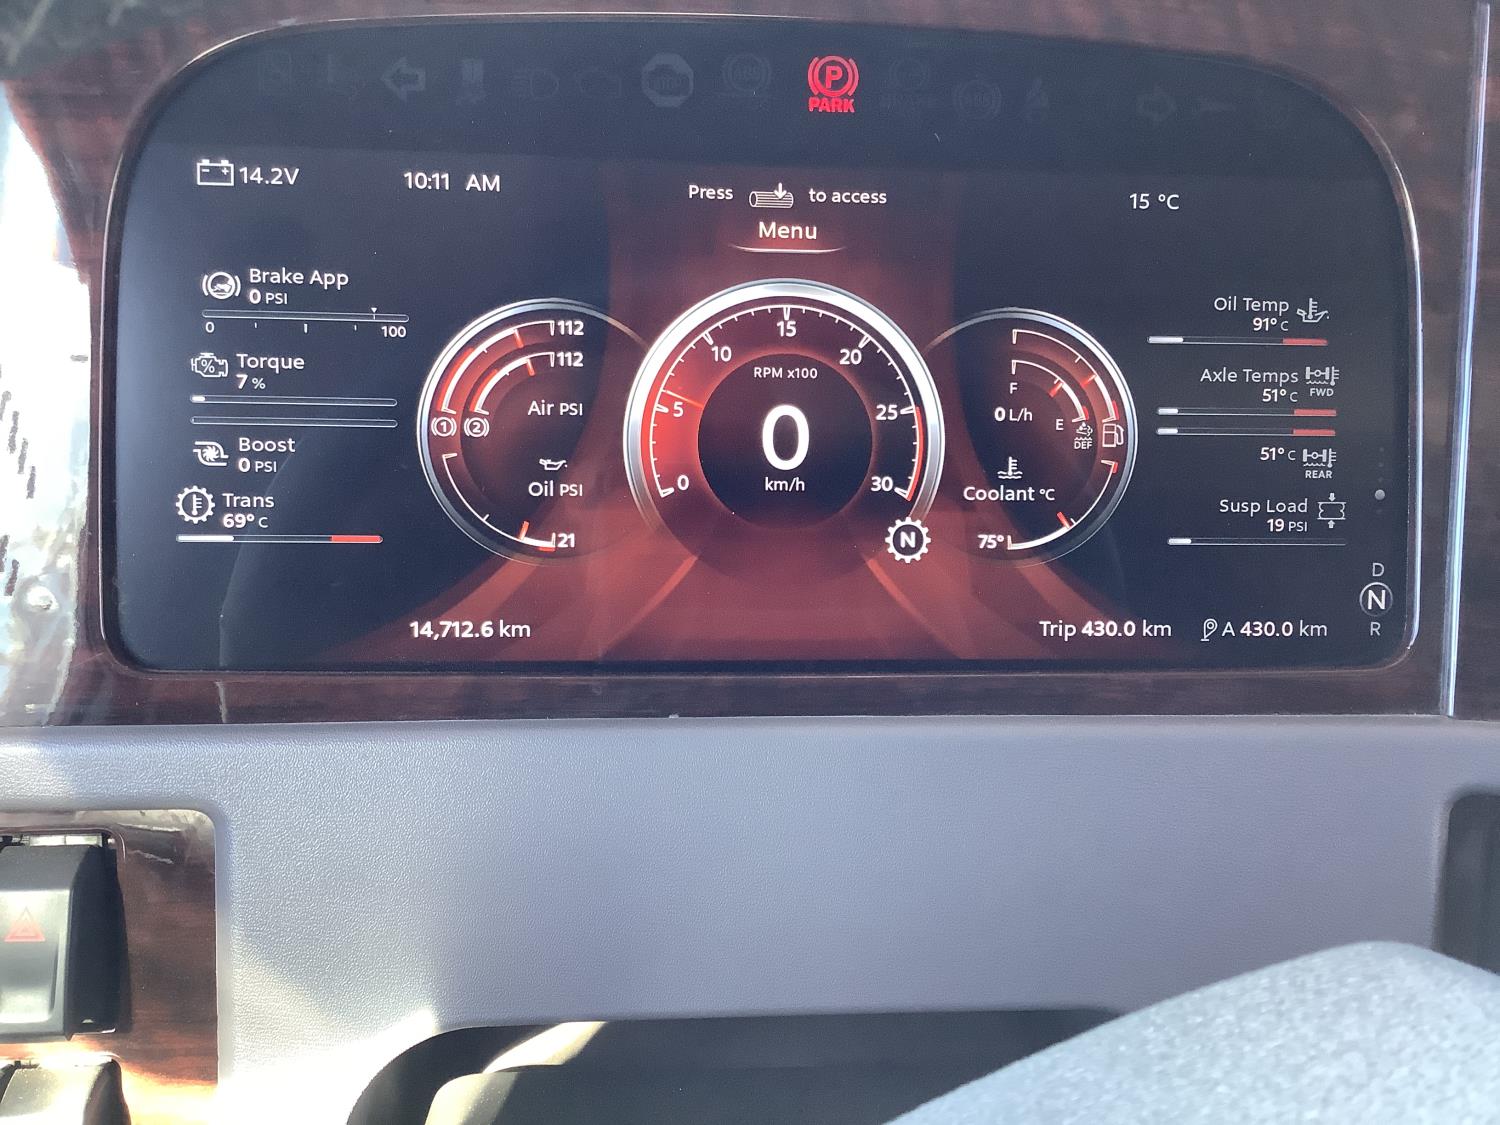 PARK
14.2V
10:11 AM
Press to access
Menu
15 °C
Brake App
0 PSI
0 100
Torque
7 %
Boost
0 PSI
Trans
69° C
112
112
Air PSI
1 2
Oil PSI
21
0 5 10 15 20 25 30
RPM x100
0
km/h
N
F
0 L/h
E
DEF
Coolant °C
75°
Oil Temp
91° C
Axle Temps
51° C
FWD
51° C
REAR
Susp Load
19 PSI
D
N
R
14,712.6 km
Trip 430.0 km
A 430.0 km